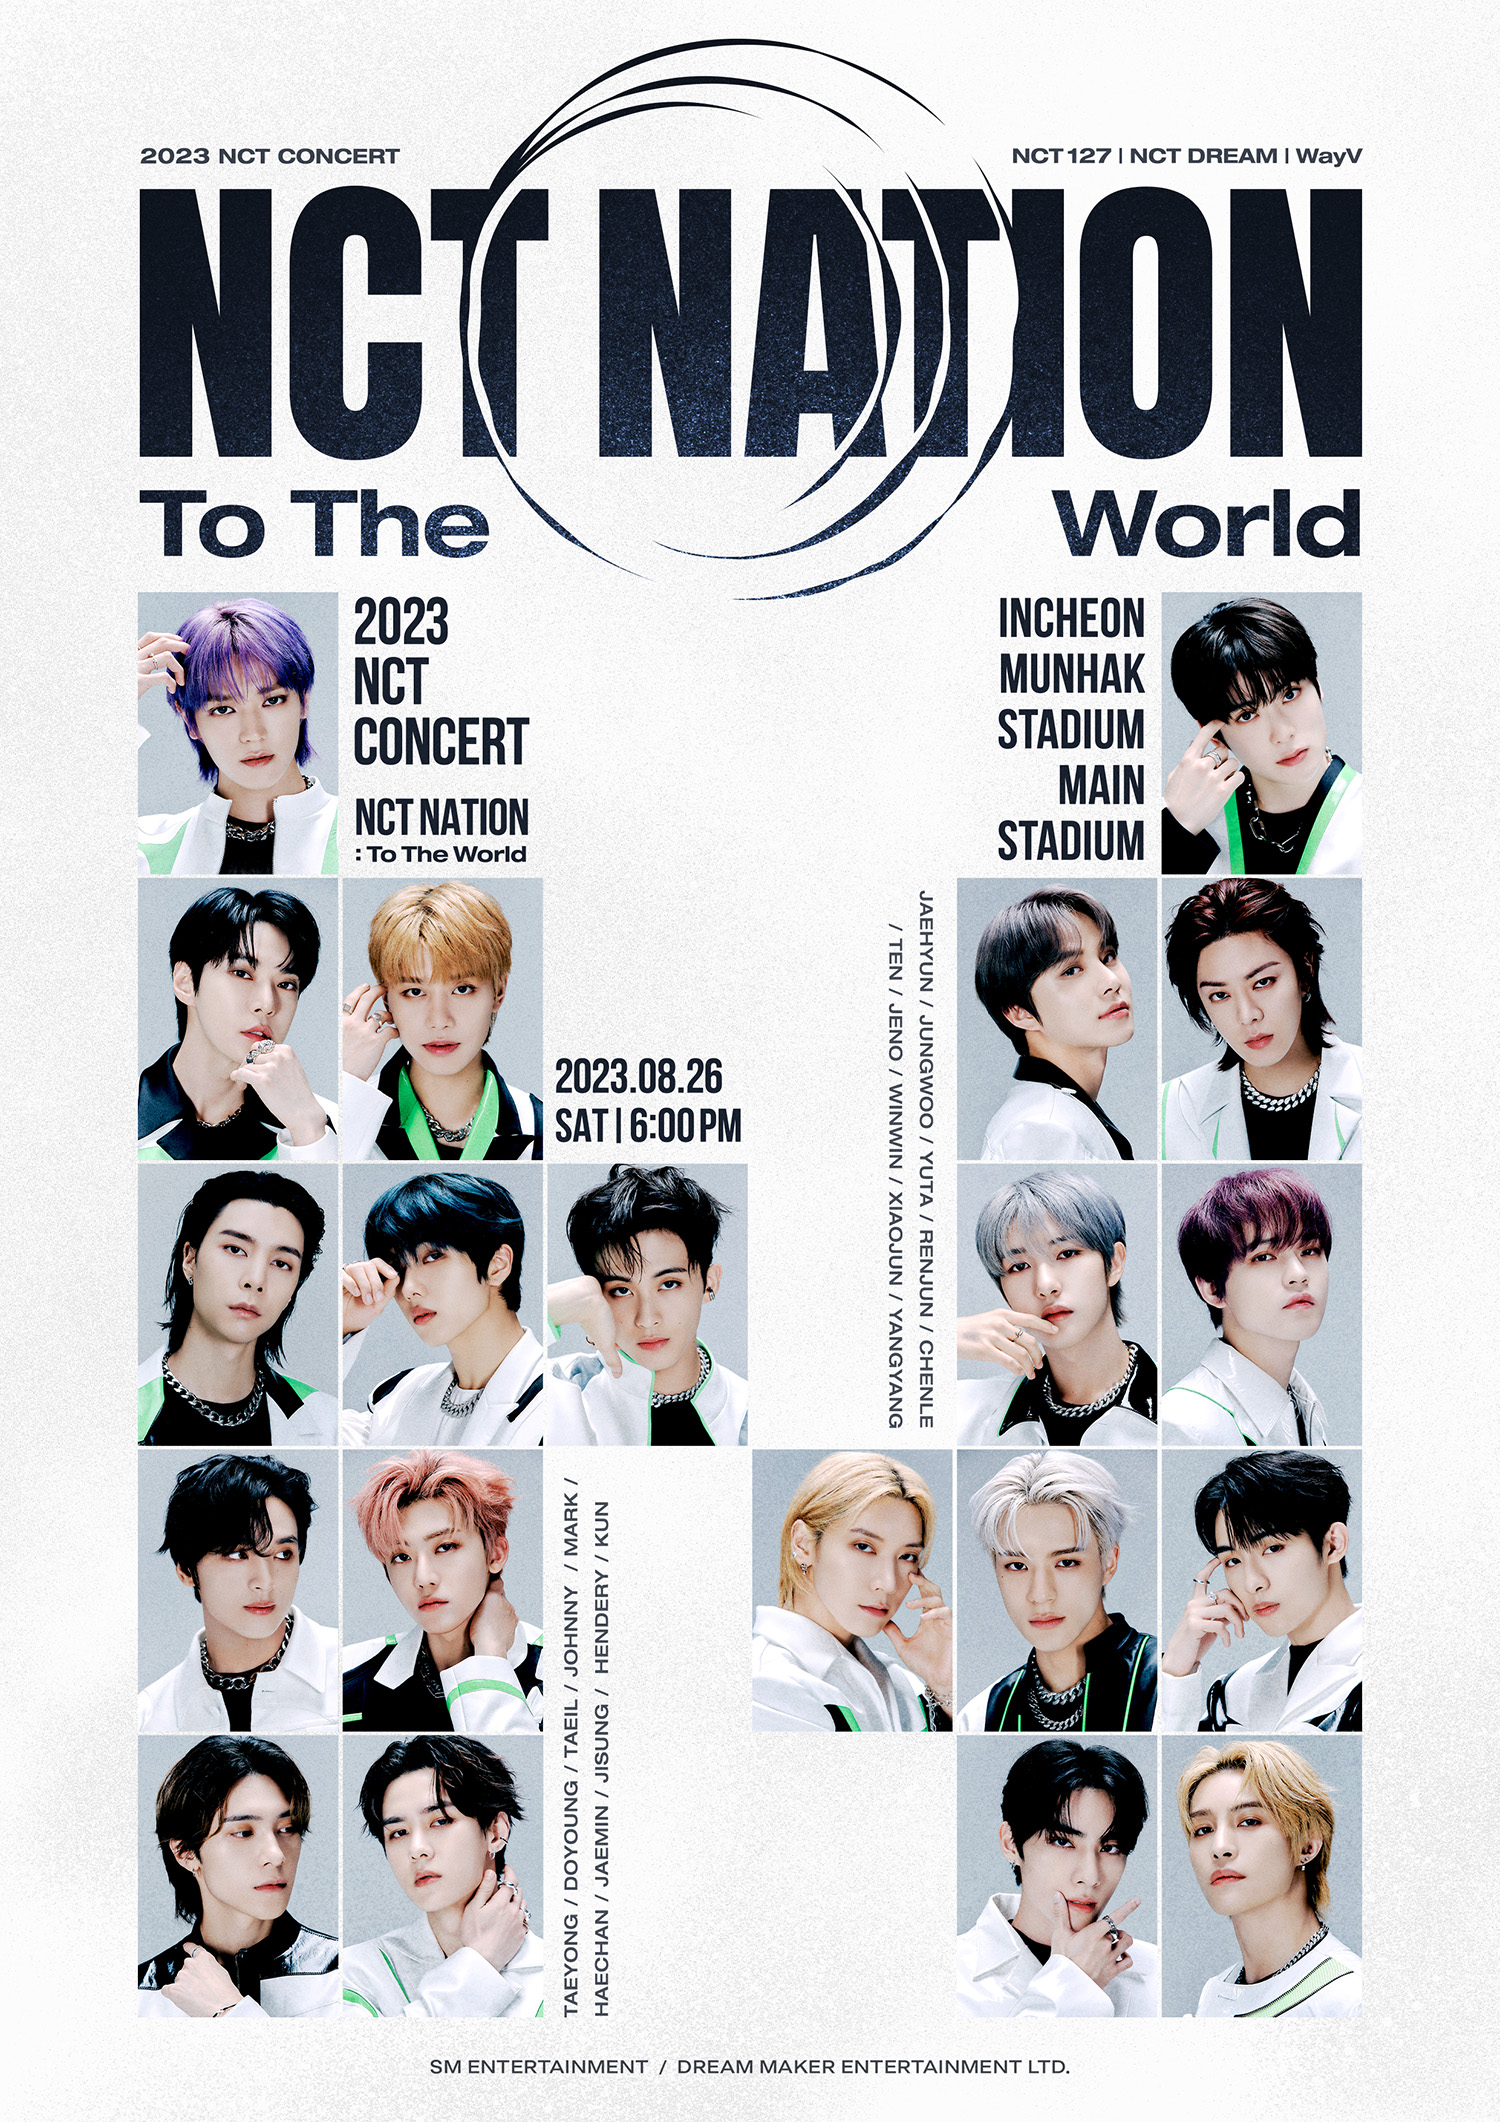 2023 NCT CONCERT
NCT 127 | NCT DREAM | WayV
NCT NATION
To The World
2023
NCT
CONCERT
NCT NATION
: To The World
INCHEON
MUNHAK
STADIUM
MAIN
STADIUM
2023.08.26
SAT | 6:00 PM
JAEHYUN / JUNGWOO / YUTA / RENJUN / CHENLE
/ TEN / JENO / WINWIN / XIAOJUN / YANGYANG
TAEYONG / DOYOUNG / TAEIL / JOHNNY / MARK /
HAECHAN / JAEMIN / JISUNG / HENDERY / KUN
SM ENTERTAINMENT / DREAM MAKER ENTERTAINMENT LTD.